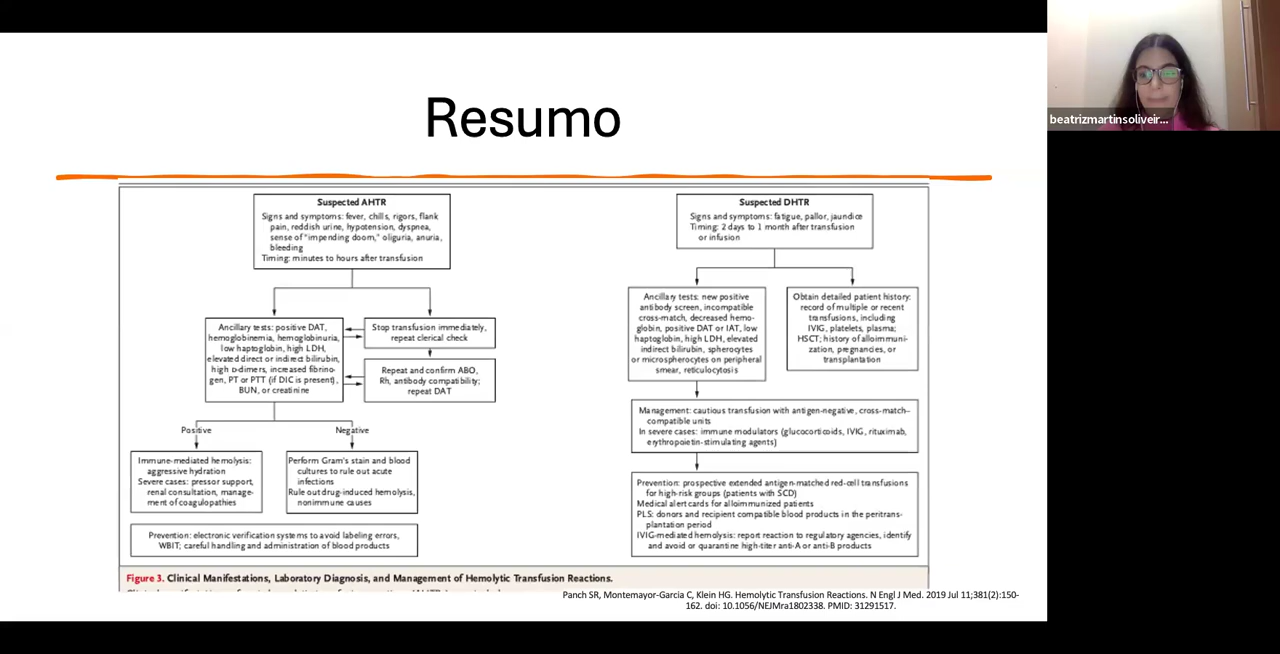 Resumo
beatrizmartinsoliveir...
Suspected AHTR
Signs and symptoms: fever, chills, rigors, flank
pain, reddish urine, hypotension, dyspnea,
sense of "impending doom," oliguria, anuria,
bleeding
Timing: minutes to hours after transfusion
Ancillary tests: positive DAT,
hemoglobinemia, hemoglobinuria,
low haptoglobin, high LDH,
elevated direct or indirect bilirubin,
high D-dimers, increased fibrino-
gen, PT or PTT (if DIC is present),
BUN, or creatinine
Stop transfusion immediately,
repeat clerical check
Repeat and confirm ABO,
Rh, antibody compatibility;
repeat DAT
Positive
Negative
Immune-mediated hemolysis:
aggressive hydration
Severe cases: pressor support,
renal consultation, manage-
ment of coagulopathies
Perform Gram's stain and blood
cultures to rule out acute
infections
Rule out drug-induced hemolysis,
nonimmune causes
Prevention: electronic verification systems to avoid labeling errors,
WBIT; careful handling and administration of blood products
Suspected DHTR
Signs and symptoms: fatigue, pallor, jaundice
Timing: 2 days to 1 month after transfusion
or infusion
Ancillary tests: new positive
antibody screen, incompatible
cross-match, decreased hemo-
globin, positive DAT or IAT, low
haptoglobin, high LDH, elevated
indirect bilirubin, spherocytes
or microspherocytes on peripheral
smear, reticulocytosis
Obtain detailed patient history:
record of multiple or recent
transfusions, including
IVIG, platelets, plasma;
HSCT; history of alloimmuni-
zation, pregnancies, or
transplantation
Management: cautious transfusion with antigen-negative, cross-match–
compatible units
In severe cases: immune modulators (glucocorticoids, IVIG, rituximab,
erythropoietin-stimulating agents)
Prevention: prospective extended antigen-matched red-cell transfusions
for high-risk groups (patients with SCD)
Medical alert cards for alloimmunized patients
PLS: donors and recipient compatible blood products in the peritrans-
plantation period
IVIG-mediated hemolysis: report reaction to regulatory agencies, identify
and avoid or quarantine high-titer anti-A or anti-B products
Figure 3. Clinical Manifestations, Laboratory Diagnosis, and Management of Hemolytic Transfusion Reactions.
Panch SR, Montemayor-Garcia C, Klein HG. Hemolytic Transfusion Reactions. N Engl J Med. 2019 Jul 11;381(2):150-
162. doi: 10.1056/NEJMra1802338. PMID: 31291517.